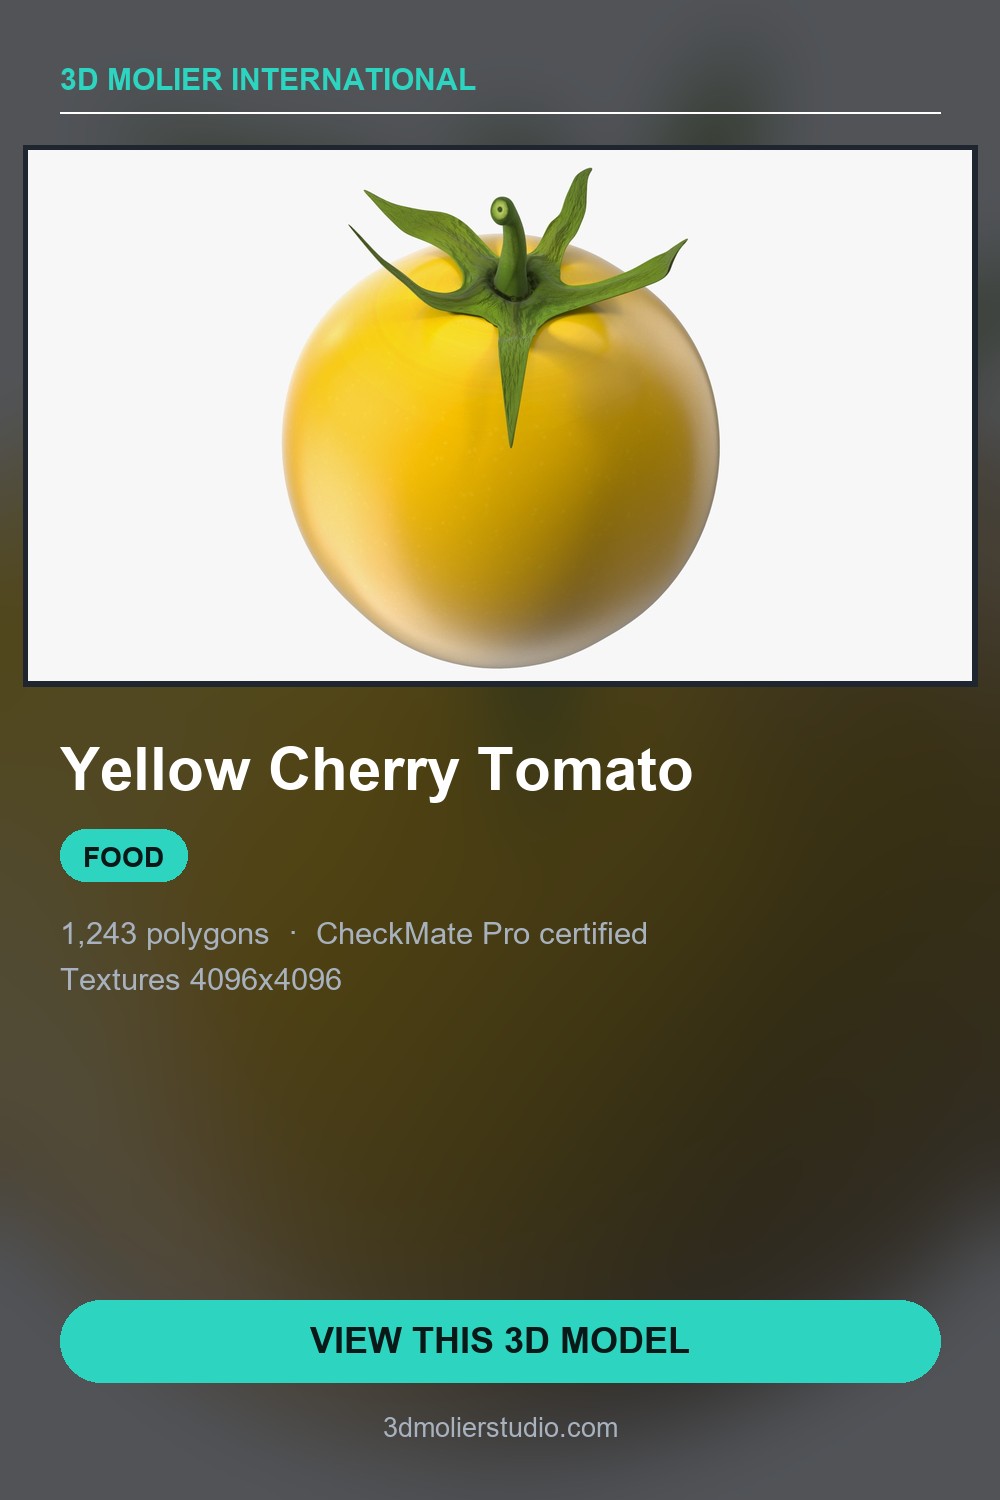 3D MOLIER INTERNATIONAL
Yellow Cherry Tomato
FOOD
1,243 polygons · CheckMate Pro certified
Textures 4096x4096
VIEW THIS 3D MODEL
3dmolierstudio.com